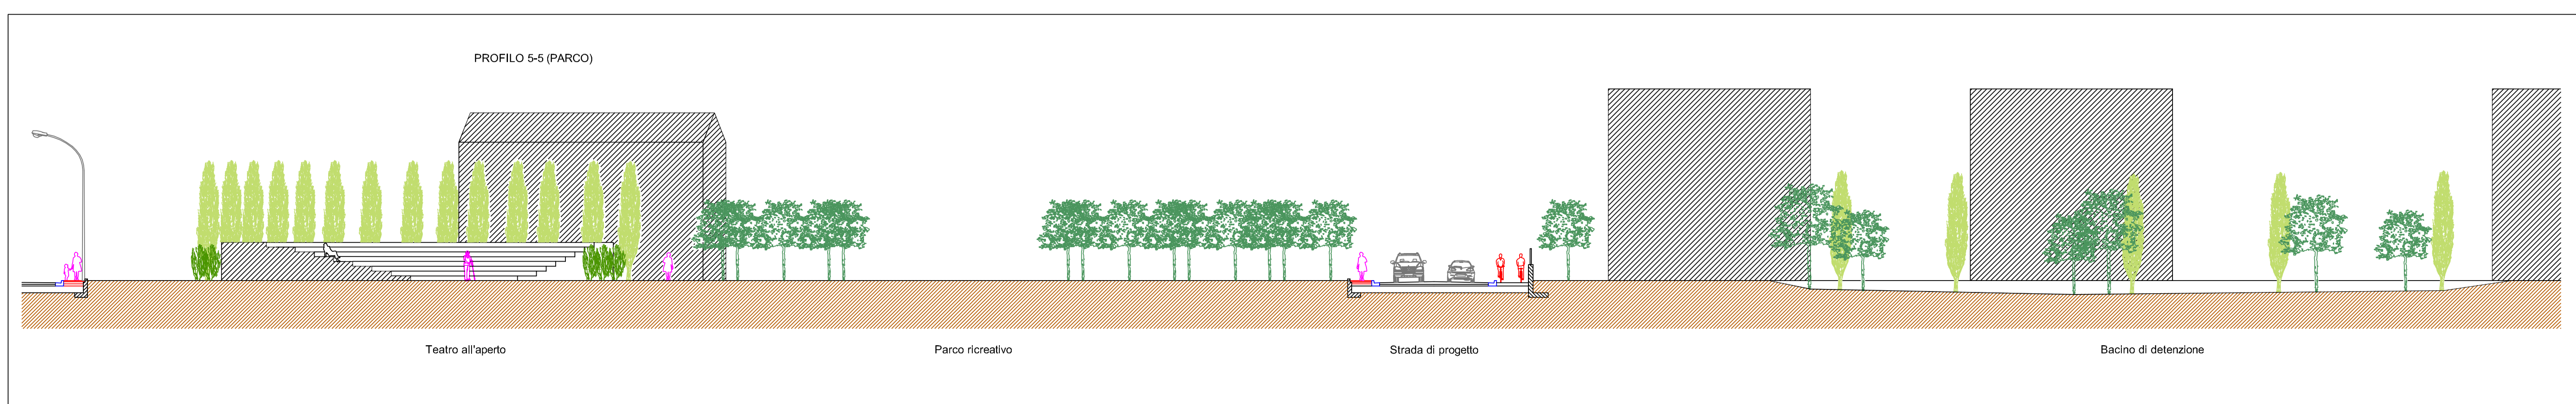 PROFILO 5-5 (PARCO)
Teatro all'aperto
Parco ricreativo
Strada di progetto
Bacino di detenzione